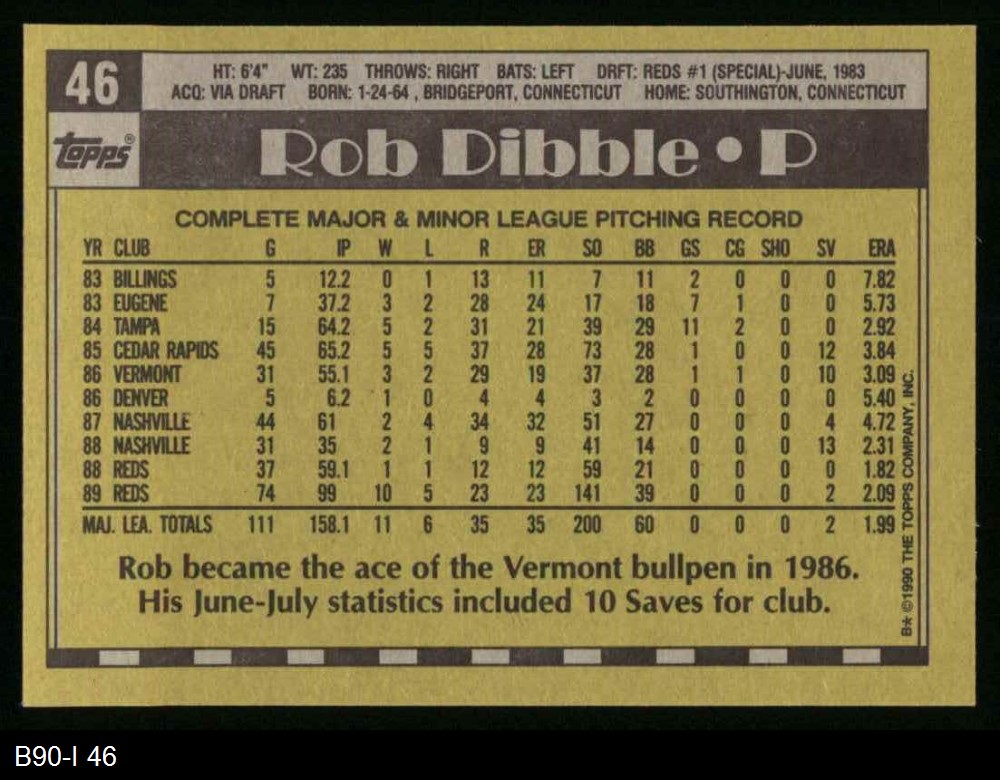 46
HT: 6'4" WT: 235 THROWS: RIGHT BATS: LEFT DRFT: REDS #1 (SPECIAL)-JUNE, 1983
ACQ: VIA DRAFT BORN: 1-24-64 , BRIDGEPORT, CONNECTICUT HOME: SOUTHINGTON, CONNECTICUT
topps®
Rob Dibble • P
COMPLETE MAJOR & MINOR LEAGUE PITCHING RECORD
YR CLUB G IP W L R ER SO BB GS CG SHO SV ERA
83 BILLINGS 5 12.2 0 1 13 11 7 11 2 0 0 0 7.82
83 EUGENE 7 37.2 3 2 28 24 17 18 7 1 0 0 5.73
84 TAMPA 15 64.2 5 2 31 21 39 29 11 2 0 0 2.92
85 CEDAR RAPIDS 45 65.2 5 5 37 28 73 28 1 0 0 12 3.84
86 VERMONT 31 55.1 3 2 29 19 37 28 1 1 0 10 3.09
86 DENVER 5 6.2 1 0 4 4 3 2 0 0 0 0 5.40
87 NASHVILLE 44 61 2 4 34 32 51 27 0 0 0 4 4.72
88 NASHVILLE 31 35 2 1 9 9 41 14 0 0 0 13 2.31
88 REDS 37 59.1 1 1 12 12 59 21 0 0 0 0 1.82
89 REDS 74 99 10 5 23 23 141 39 0 0 0 2 2.09
MAJ. LEA. TOTALS 111 158.1 11 6 35 35 200 60 0 0 0 2 1.99
Rob became the ace of the Vermont bullpen in 1986.
His June-July statistics included 10 Saves for club.
B* ©1990 THE TOPPS COMPANY, INC.
B90-I 46